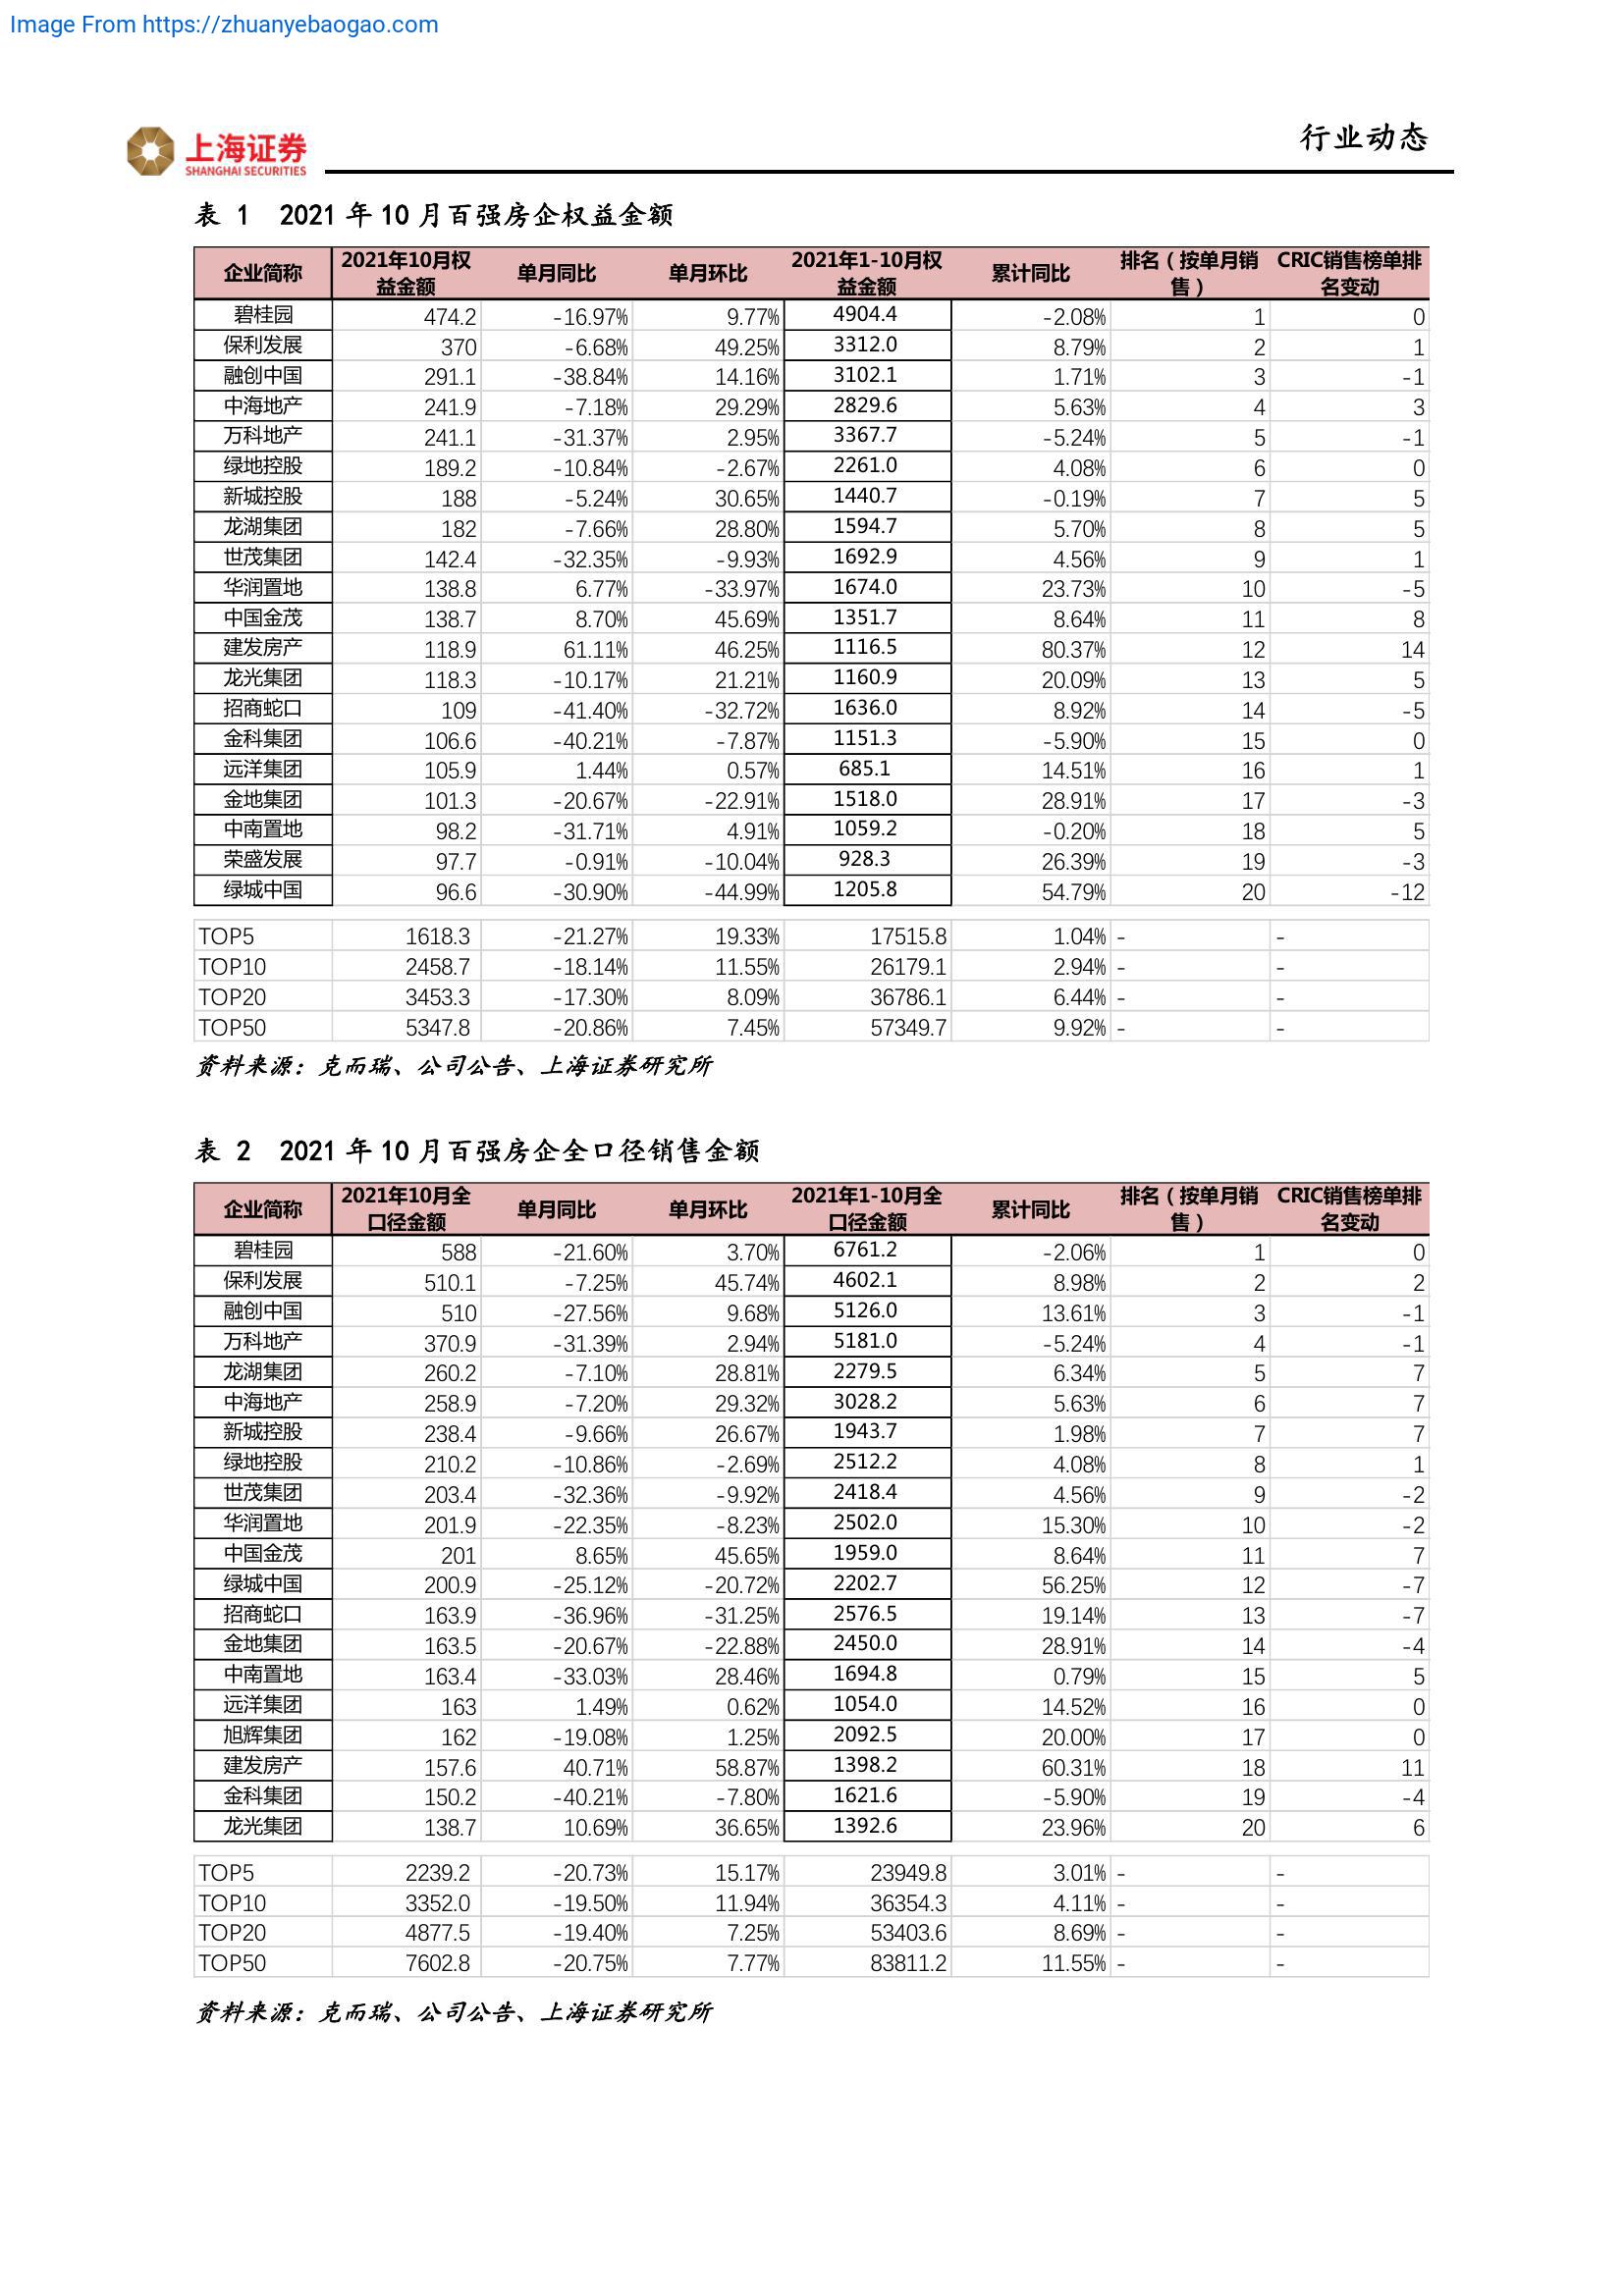 Image From https://zhuanyebaogao.com
上海证券
SHANGHAI SECURITIES
行业动态
表 1 2021 年 10 月百强房企权益金额
企业简称 2021年10月权益金额 单月同比 单月环比 2021年1-10月权益金额 累计同比 排名（按单月销售） CRIC销售榜单排名变动
碧桂园 474.2 -16.97% 9.77% 4904.4 -2.08% 1 0
保利发展 370 -6.68% 49.25% 3312.0 8.79% 2 1
融创中国 291.1 -38.84% 14.16% 3102.1 1.71% 3 -1
中海地产 241.9 -7.18% 29.29% 2829.6 5.63% 4 3
万科地产 241.1 -31.37% 2.95% 3367.7 -5.24% 5 -1
绿地控股 189.2 -10.84% -2.67% 2261.0 4.08% 6 0
新城控股 188 -5.24% 30.65% 1440.7 -0.19% 7 5
龙湖集团 182 -7.66% 28.80% 1594.7 5.70% 8 5
世茂集团 142.4 -32.35% -9.93% 1692.9 4.56% 9 1
华润置地 138.8 6.77% -33.97% 1674.0 23.73% 10 -5
中国金茂 138.7 8.70% 45.69% 1351.7 8.64% 11 8
建发房产 118.9 61.11% 46.25% 1116.5 80.37% 12 14
龙光集团 118.3 -10.17% 21.21% 1160.9 20.09% 13 5
招商蛇口 109 -41.40% -32.72% 1636.0 8.92% 14 -5
金科集团 106.6 -40.21% -7.87% 1151.3 -5.90% 15 0
远洋集团 105.9 1.44% 0.57% 685.1 14.51% 16 1
金地集团 101.3 -20.67% -22.91% 1518.0 28.91% 17 -3
中南置地 98.2 -31.71% 4.91% 1059.2 -0.20% 18 5
荣盛发展 97.7 -0.91% -10.04% 928.3 26.39% 19 -3
绿城中国 96.6 -30.90% -44.99% 1205.8 54.79% 20 -12
TOP5 1618.3 -21.27% 19.33% 17515.8 1.04% - -
TOP10 2458.7 -18.14% 11.55% 26179.1 2.94% - -
TOP20 3453.3 -17.30% 8.09% 36786.1 6.44% - -
TOP50 5347.8 -20.86% 7.45% 57349.7 9.92% - -
资料来源：克而瑞、公司公告、上海证券研究所
表 2 2021 年 10 月百强房企全口径销售金额
企业简称 2021年10月全口径金额 单月同比 单月环比 2021年1-10月全口径金额 累计同比 排名（按单月销售） CRIC销售榜单排名变动
碧桂园 588 -21.60% 3.70% 6761.2 -2.06% 1 0
保利发展 510.1 -7.25% 45.74% 4602.1 8.98% 2 2
融创中国 510 -27.56% 9.68% 5126.0 13.61% 3 -1
万科地产 370.9 -31.39% 2.94% 5181.0 -5.24% 4 -1
龙湖集团 260.2 -7.10% 28.81% 2279.5 6.34% 5 7
中海地产 258.9 -7.20% 29.32% 3028.2 5.63% 6 7
新城控股 238.4 -9.66% 26.67% 1943.7 1.98% 7 7
绿地控股 210.2 -10.86% -2.69% 2512.2 4.08% 8 1
世茂集团 203.4 -32.36% -9.92% 2418.4 4.56% 9 -2
华润置地 201.9 -22.35% -8.23% 2502.0 15.30% 10 -2
中国金茂 201 8.65% 45.65% 1959.0 8.64% 11 7
绿城中国 200.9 -25.12% -20.72% 2202.7 56.25% 12 -7
招商蛇口 163.9 -36.96% -31.25% 2576.5 19.14% 13 -7
金地集团 163.5 -20.67% -22.88% 2450.0 28.91% 14 -4
中南置地 163.4 -33.03% 28.46% 1694.8 0.79% 15 5
远洋集团 163 1.49% 0.62% 1054.0 14.52% 16 0
旭辉集团 162 -19.08% 1.25% 2092.5 20.00% 17 0
建发房产 157.6 40.71% 58.87% 1398.2 60.31% 18 11
金科集团 150.2 -40.21% -7.80% 1621.6 -5.90% 19 -4
龙光集团 138.7 10.69% 36.65% 1392.6 23.96% 20 6
TOP5 2239.2 -20.73% 15.17% 23949.8 3.01% - -
TOP10 3352.0 -19.50% 11.94% 36354.3 4.11% - -
TOP20 4877.5 -19.40% 7.25% 53403.6 8.69% - -
TOP50 7602.8 -20.75% 7.77% 83811.2 11.55% - -
资料来源：克而瑞、公司公告、上海证券研究所